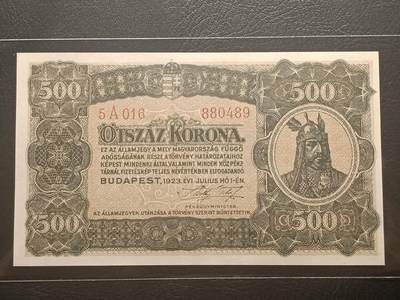 500 500
5 A 016 880489
ÖTSZÁZ KORONA.
EZ AZ ÁLLAMJEGY A MELY MAGYARORSZÁG FÜGGŐ
ADÓSSÁGÁNAK RÉSZE, A TÖRVÉNY HATÁROZATAIHOZ
KÉPEST MINDENKI ÁLTAL, VALAMINT MINDEN KÖZPÉNZ-
TÁRNÁL FIZETÉSKÉP TELJES NÉVÉRTÉKBEN ELFOGADANDÓ.
BUDAPEST, 1923. ÉVI JÚLIUS HÓ 1-ÉN.
PÉNZÜGYMINISZTER.
AZ ÁLLAMJEGYEK UTÁNZÁSA A TÖRVÉNY SZERINT BÜNTETTETIK.
500 500